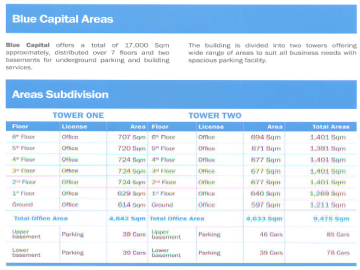 Blue Capital Areas
Blue Capital offers a total of 17,000 Sqm
approximately, distributed over 7 floors and two
basements for underground parking and building
services.
The building is divided into two towers offering
wide range of areas to suit all business needs with
spacious parking facility.
Areas Subdivision
TOWER ONE TOWER TWO
Floor License Area Floor License Area Total Areas
6th Floor Office 707 Sqm 6th Floor Office 694 Sqm 1,401 Sqm
5th Floor Office 720 Sqm 5th Floor Office 671 Sqm 1,391 Sqm
4th Floor Office 724 Sqm 4th Floor Office 677 Sqm 1,401 Sqm
3rd Floor Office 724 Sqm 3rd Floor Office 677 Sqm 1,401 Sqm
2nd Floor Office 724 Sqm 2nd Floor Office 677 Sqm 1,401 Sqm
1st Floor Office 629 Sqm 1st Floor Office 640 Sqm 1,269 Sqm
Ground Office 614 Sqm Ground Office 597 Sqm 1,211 Sqm
Total Office Area 4,842 Sqm Total Office Area 4,633 Sqm 9,475 Sqm
Upper basement Parking 39 Cars Upper basement Parking 46 Cars 85 Cars
Lower basement Parking 39 Cars Lower basement Parking 39 Cars 78 Cars